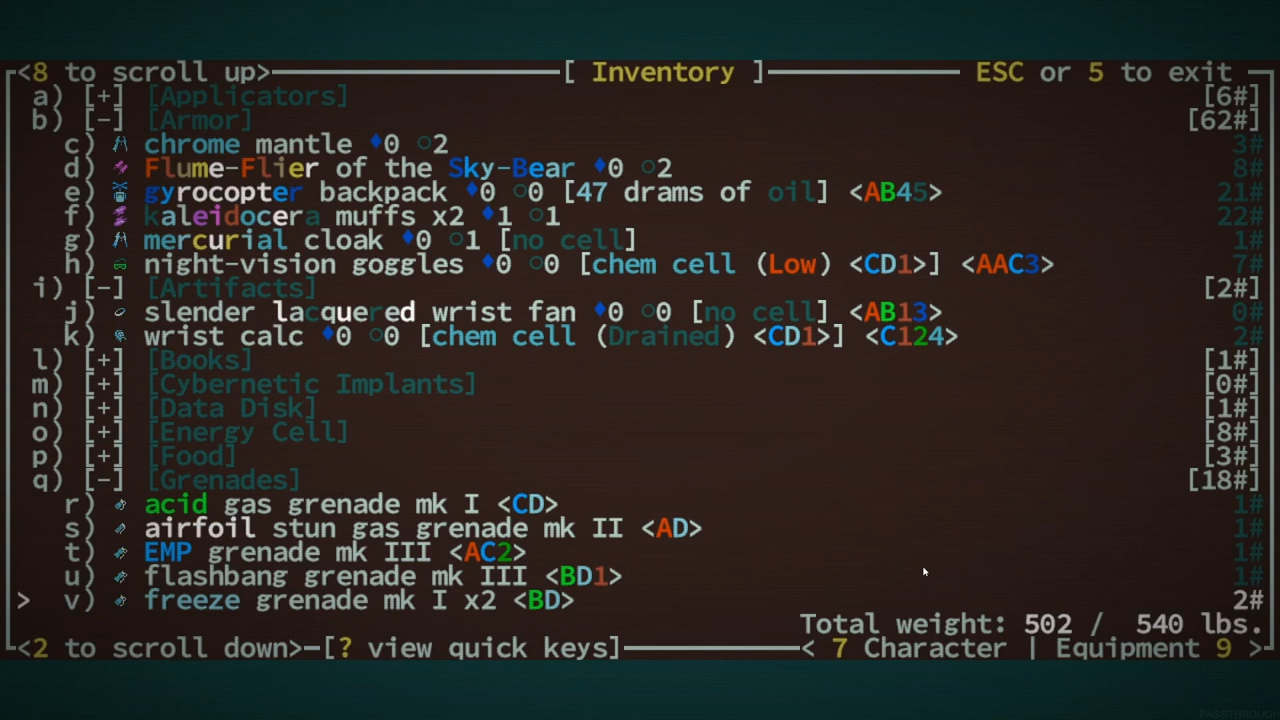 <8 to scroll up> [ Inventory ] ESC or 5 to exit
a) [+] [Applicators] [6#]
b) [-] [Armor] [62#]
c) chrome mantle ♦0 ○2 3#
d) Flume-Flier of the Sky-Bear ♦0 ○2 8#
e) gyrocopter backpack ♦0 ○0 [47 drams of oil] <AB45> 21#
f) kaleidocera muffs x2 ♦1 ○1 22#
g) mercurial cloak ♦0 ○1 [no cell] 1#
h) night-vision goggles ♦0 ○0 [chem cell (Low) <CD1>] <AAC3> 7#
i) [-] [Artifacts] [2#]
j) slender lacquered wrist fan ♦0 ○0 [no cell] <AB13> 0#
k) wrist calc ♦0 ○0 [chem cell (Drained) <CD1>] <C124> 2#
l) [+] [Books] [1#]
m) [+] [Cybernetic Implants] [0#]
n) [+] [Data Disk] [1#]
o) [+] [Energy Cell] [8#]
p) [+] [Food] [3#]
q) [-] [Grenades] [18#]
r) acid gas grenade mk I <CD> 1#
s) airfoil stun gas grenade mk II <AD> 1#
t) EMP grenade mk III <AC2> 1#
u) flashbang grenade mk III <BD1> 1#
> v) freeze grenade mk I x2 <BD> 2#
Total weight: 502 / 540 lbs.
<2 to scroll down> [? view quick keys] < 7 Character | Equipment 9 >